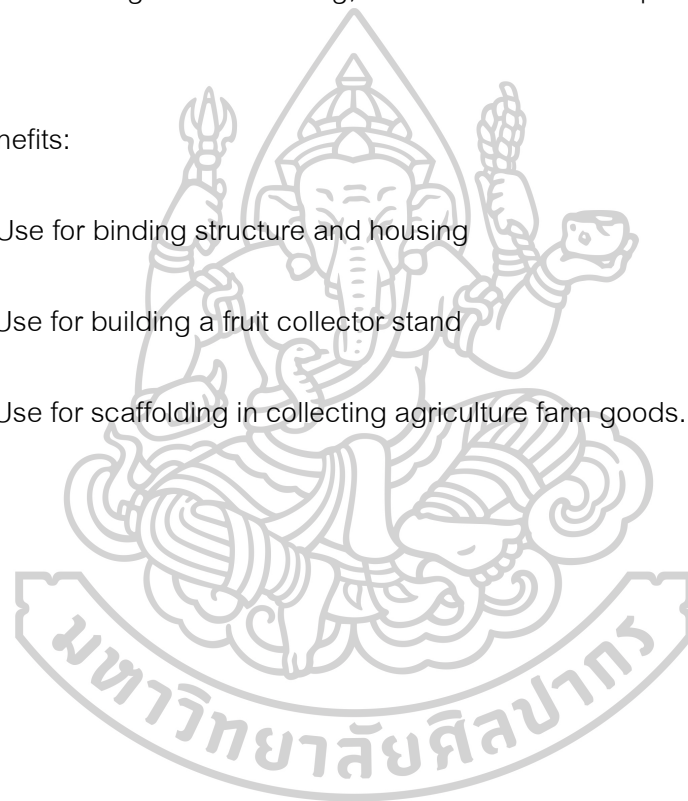 nefits:
Use for binding structure and housing
Use for building a fruit collector stand
Use for scaffolding in collecting agriculture farm goods.
มหาวิทยาลัยศิลปากร